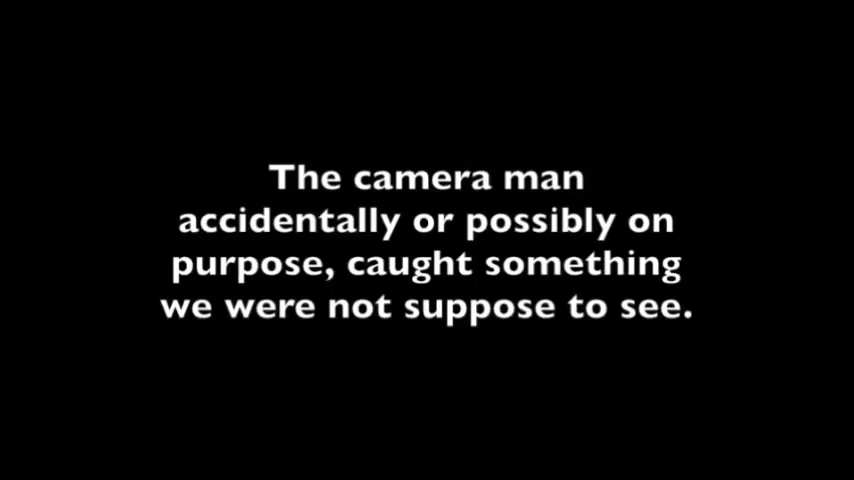 The camera man
accidentally or possibly on
purpose, caught something
we were not suppose to see.